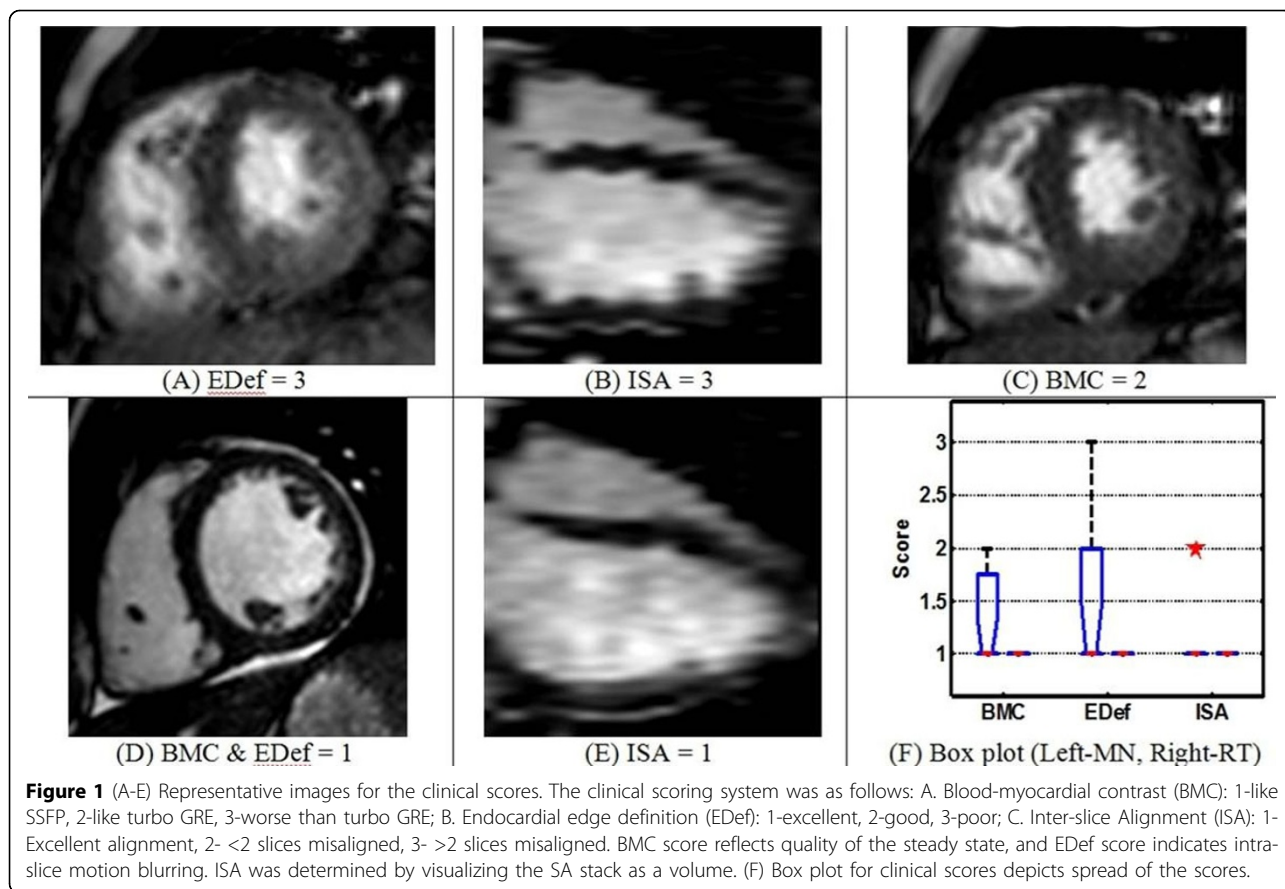 (A) EDef = 3
(B) ISA = 3
(C) BMC = 2
(D) BMC & EDef = 1
(E) ISA = 1
3
2.5
2
1.5
1
Score
BMC EDef ISA
(F) Box plot (Left-MN, Right-RT)
Figure 1 (A-E) Representative images for the clinical scores. The clinical scoring system was as follows: A. Blood-myocardial contrast (BMC): 1-like
SSFP, 2-like turbo GRE, 3-worse than turbo GRE; B. Endocardial edge definition (EDef): 1-excellent, 2-good, 3-poor; C. Inter-slice Alignment (ISA): 1-
Excellent alignment, 2- <2 slices misaligned, 3- >2 slices misaligned. BMC score reflects quality of the steady state, and EDef score indicates intra-
slice motion blurring. ISA was determined by visualizing the SA stack as a volume. (F) Box plot for clinical scores depicts spread of the scores.